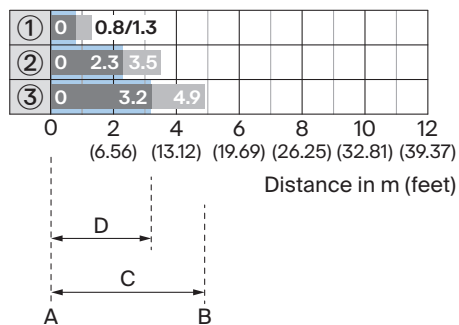 ① 0 0.8/1.3
② 0 2.3 3.5
③ 0 3.2 4.9
0 2 4 6 8 10 12
(6.56) (13.12) (19.69) (26.25) (32.81) (39.37)
Distance in m (feet)
D
C
A B